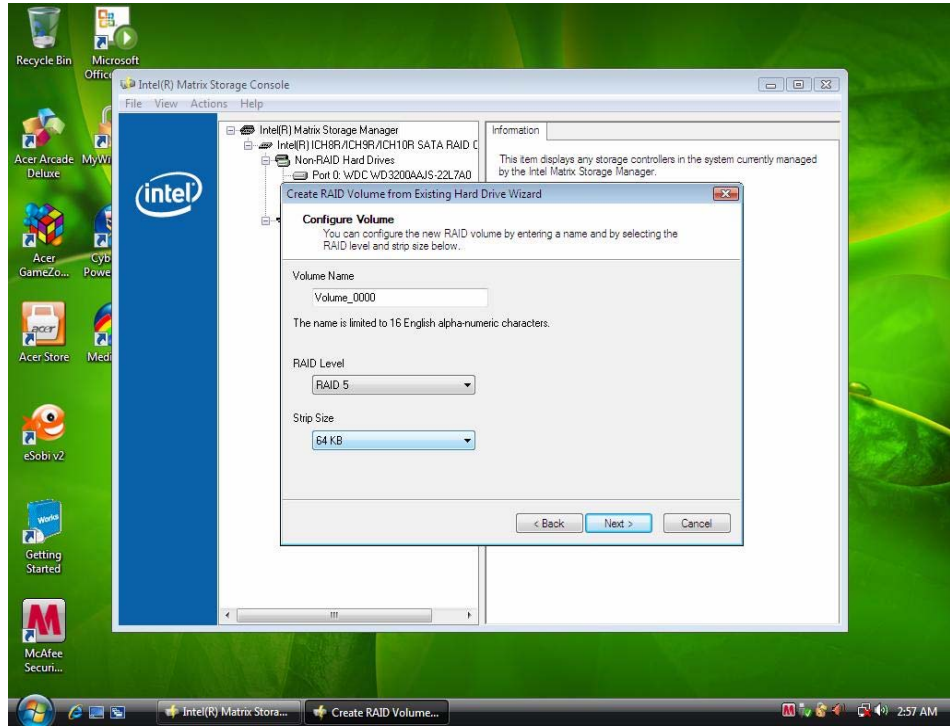 Recycle Bin
Microsoft
Office
Acer Arcade
Deluxe
MyWi
Acer
GameZo...
Cyb
Powe
Acer Store
Medi
eSobi v2
Works
Getting
Started
McAfee
Securi...
Intel(R) Matrix Storage Console
File View Actions Help
intel
Intel(R) Matrix Storage Manager
Intel(R) ICH8R/ICH9R/ICH10R SATA RAID C
Non-RAID Hard Drives
Port 0: WDC WD3200AAJS-22L7A0
Information
This item displays any storage controllers in the system currently managed
by the Intel Matrix Storage Manager.
Create RAID Volume from Existing Hard Drive Wizard
Configure Volume
You can configure the new RAID volume by entering a name and by selecting the
RAID level and strip size below.
Volume Name
Volume_0000
The name is limited to 16 English alpha-numeric characters.
RAID Level
RAID 5
Strip Size
64 KB
< Back
Next >
Cancel
Intel(R) Matrix Stora...
Create RAID Volume...
2:57 AM